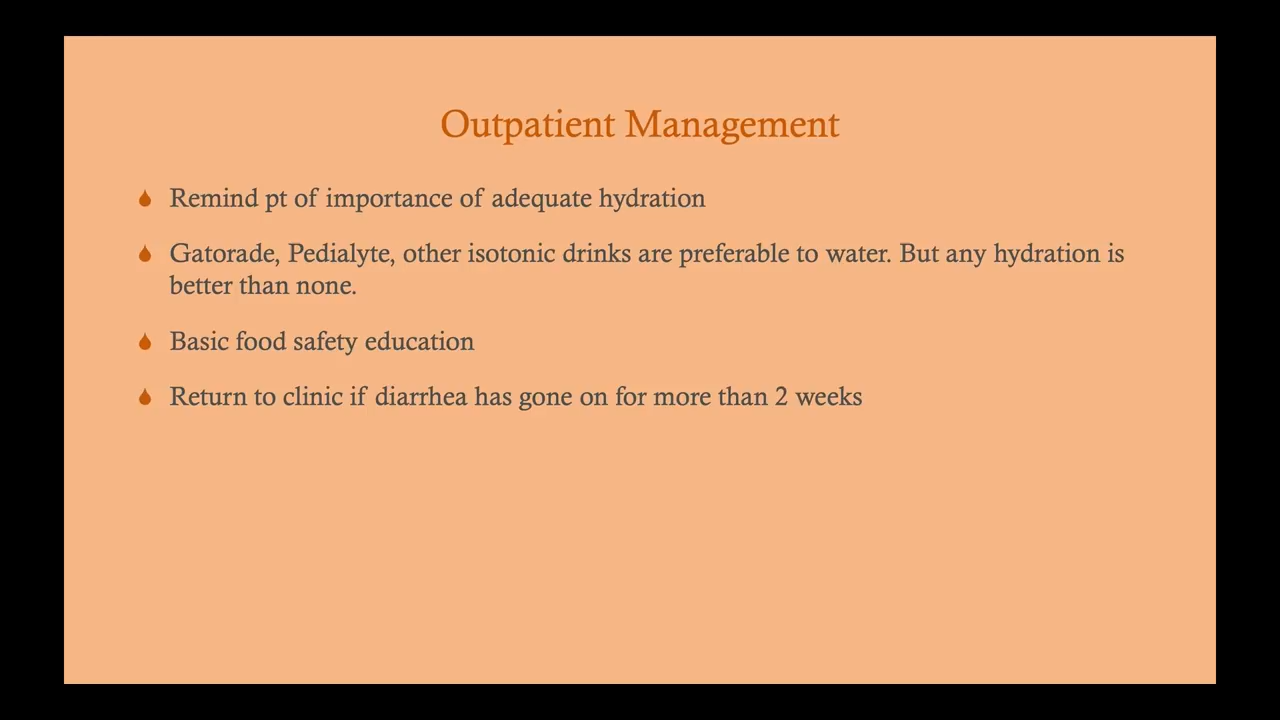 Outpatient Management
Remind pt of importance of adequate hydration
Gatorade, Pedialyte, other isotonic drinks are preferable to water. But any hydration is
better than none.
Basic food safety education
Return to clinic if diarrhea has gone on for more than 2 weeks